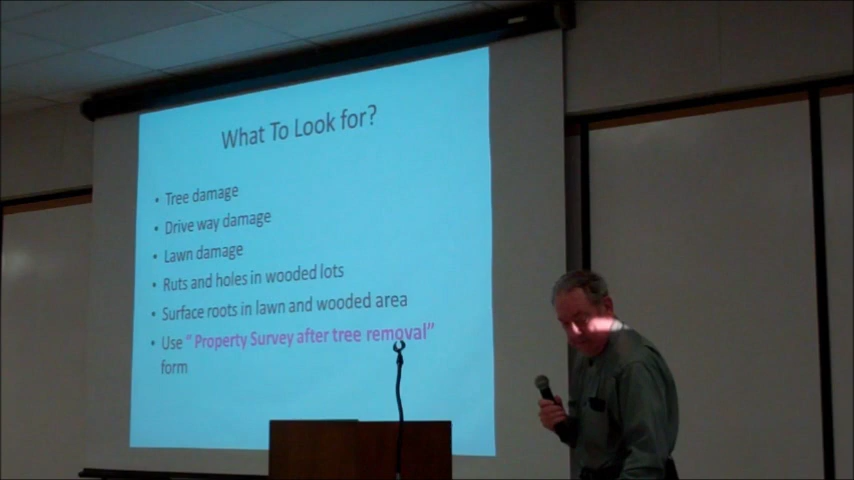 What To Look for?
• Tree damage
• Drive way damage
• Lawn damage
• Ruts and holes in wooded lots
• Surface roots in lawn and wooded area
• Use “ Property Survey after tree removal”
form